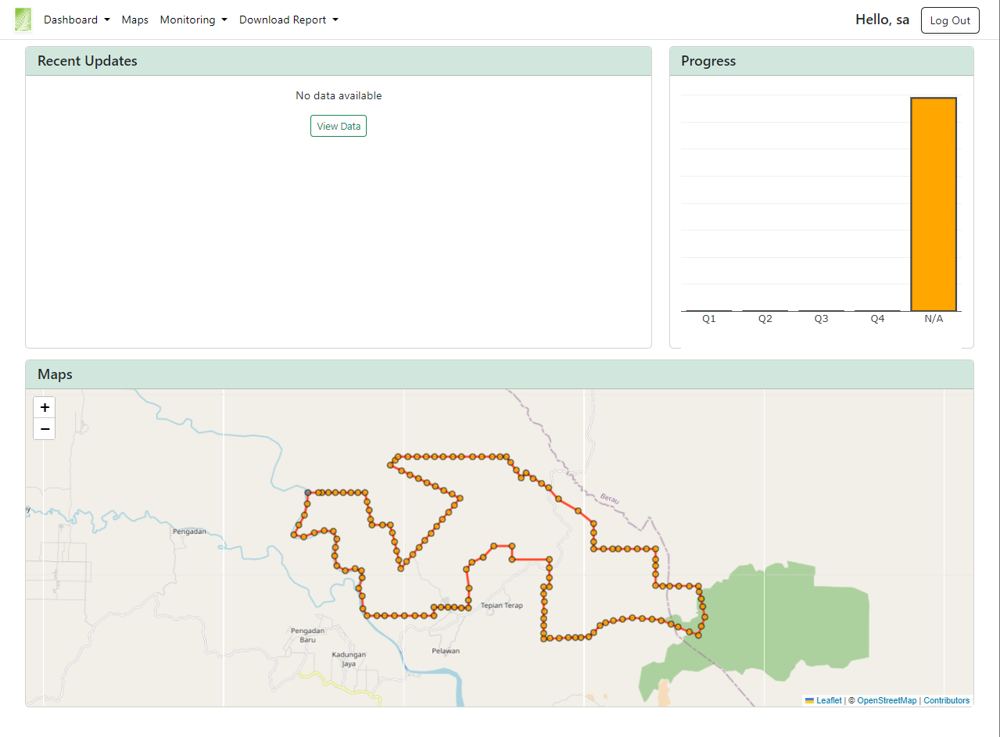 Dashboard Maps Monitoring Download Report Hello, sa Log Out
Recent Updates
No data available
View Data
Progress
Q1 Q2 Q3 Q4 N/A
Maps
+
−
Berau
Pengadan
Tepian Terap
Pengadan
Baru
Kadungan
Jaya
Pelawan
Leaflet | © OpenStreetMap | Contributors